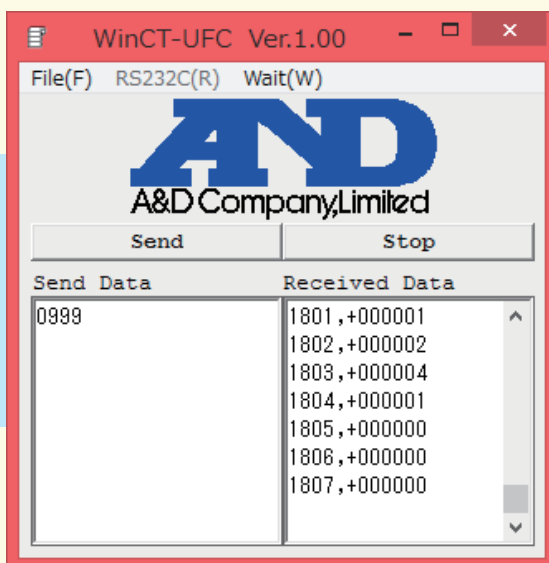 WinCT-UFC Ver.1.00
File(F) RS232C(R) Wait(W)
AND
A&D Company,Limited
Send Stop
Send Data Received Data
0999
1801,+000001
1802,+000002
1803,+000004
1804,+000001
1805,+000000
1806,+000000
1807,+000000